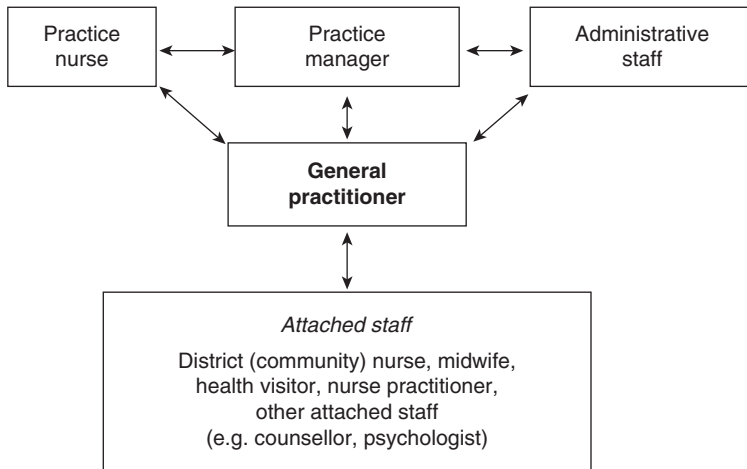 Practice
nurse
Practice
manager
Administrative
staff
General
practitioner
Attached staff
District (community) nurse, midwife,
health visitor, nurse practitioner,
other attached staff
(e.g. counsellor, psychologist)